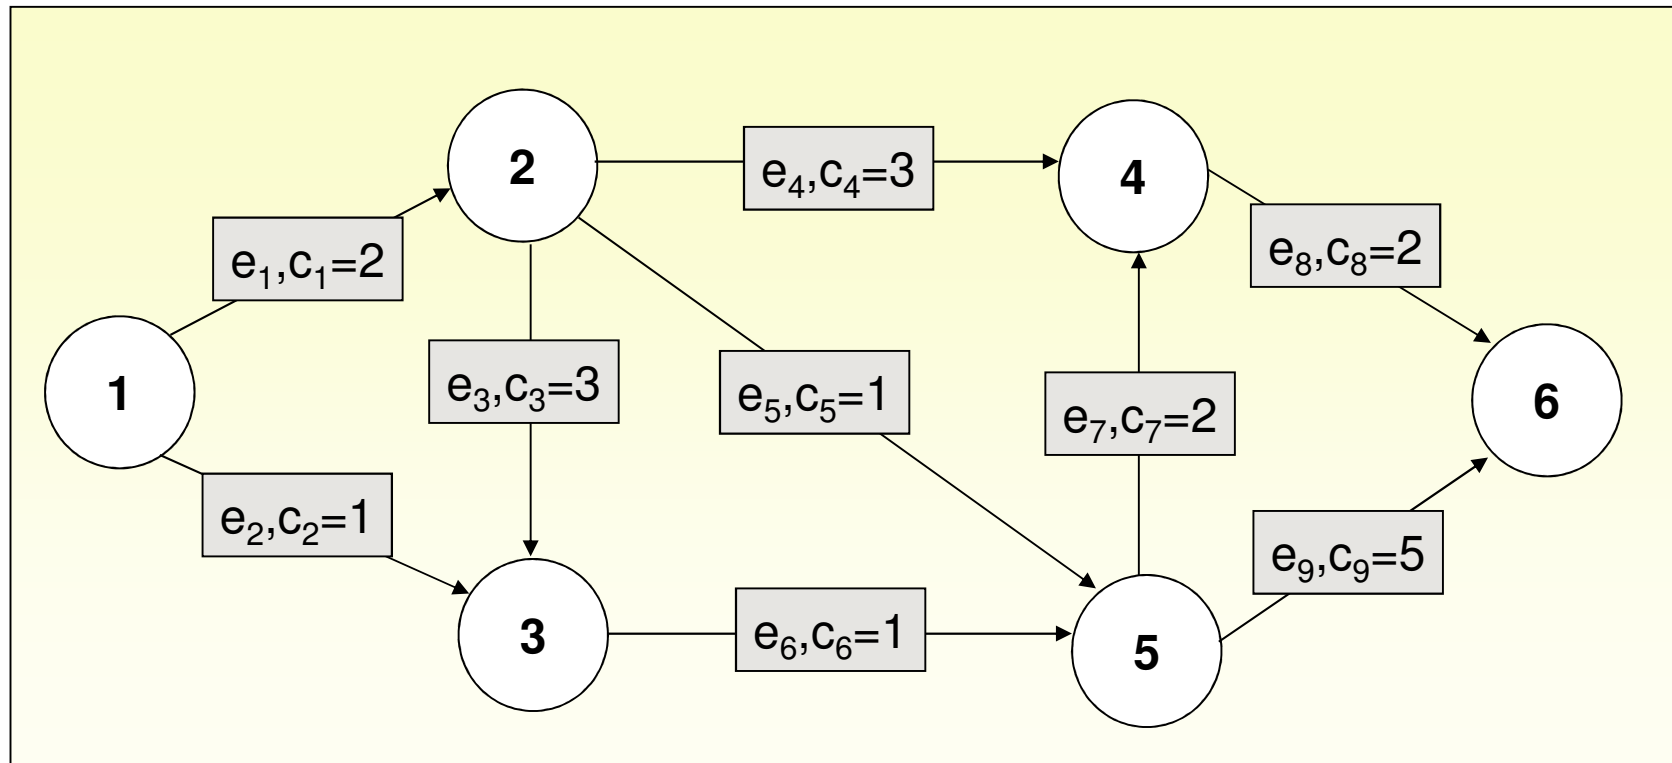 2
e₄,c₄=3
4
e₁,c₁=2
e₈,c₈=2
1
e₃,c₃=3
e₅,c₅=1
e₇,c₇=2
6
e₂,c₂=1
e₉,c₉=5
3
e₆,c₆=1
5